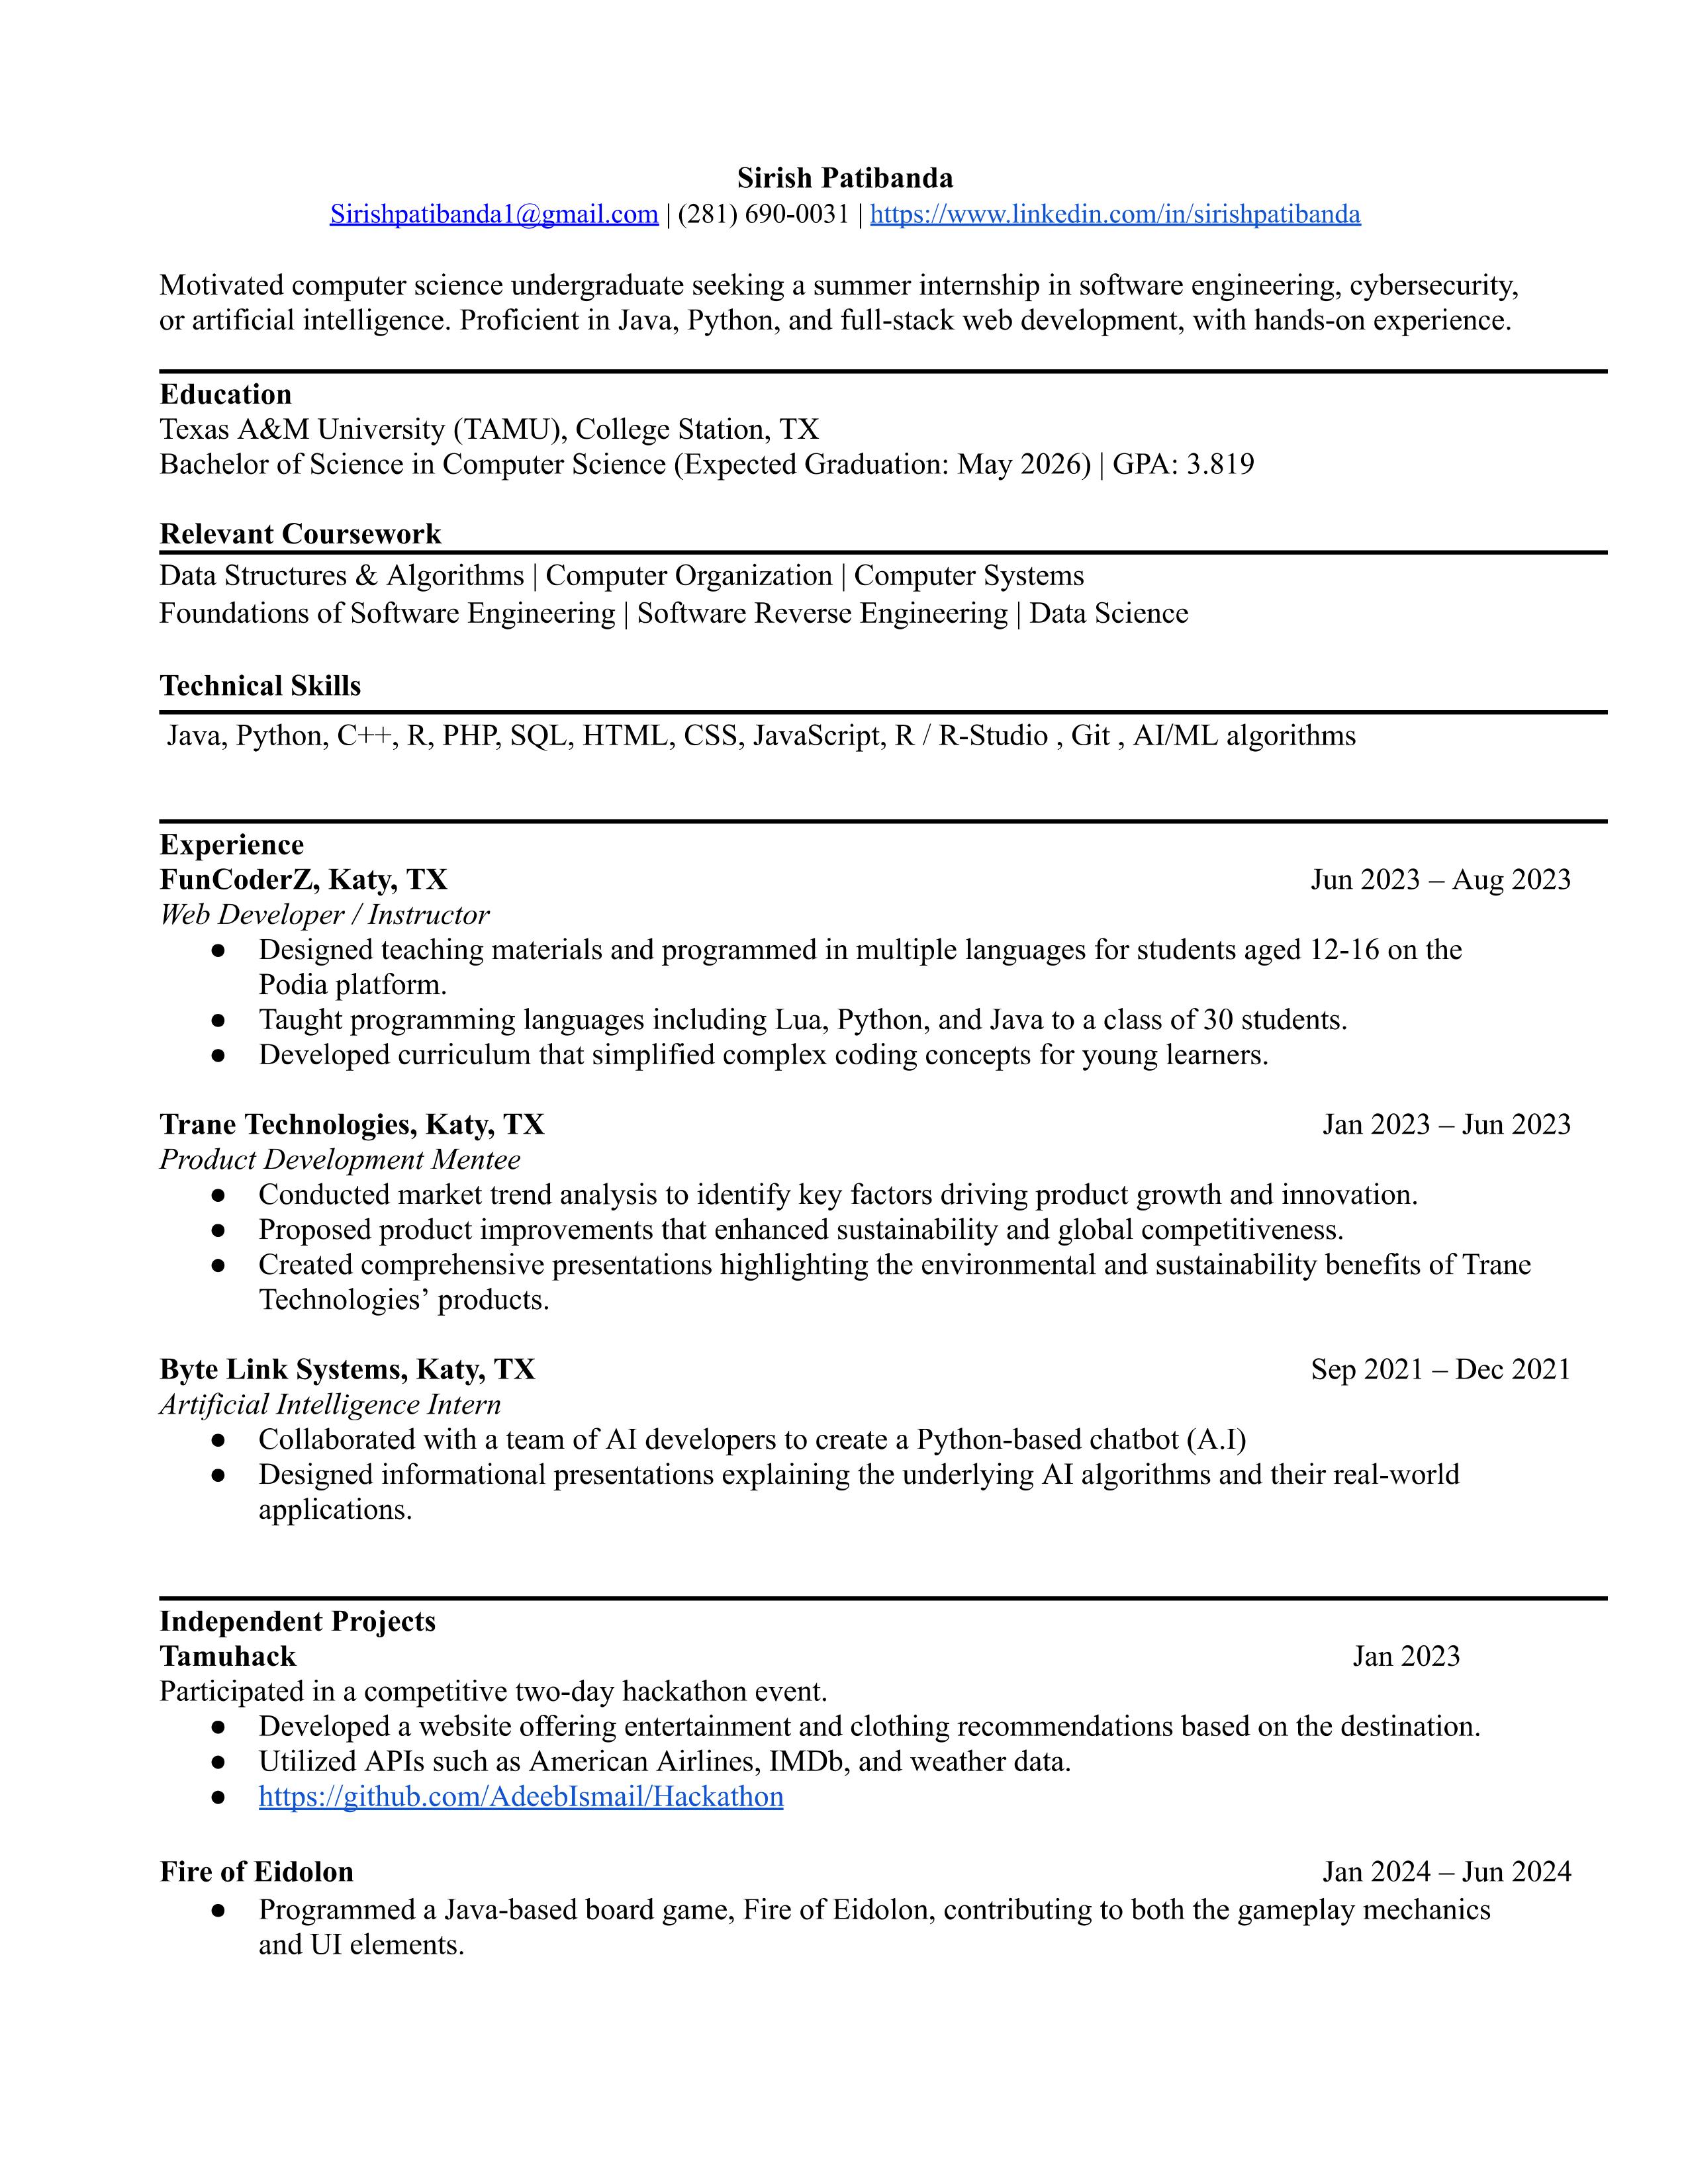 Sirish Patibanda
Sirishpatibanda1@gmail.com | (281) 690-0031 | https://www.linkedin.com/in/sirishpatibanda
Motivated computer science undergraduate seeking a summer internship in software engineering, cybersecurity,
or artificial intelligence. Proficient in Java, Python, and full-stack web development, with hands-on experience.
Education
Texas A&M University (TAMU), College Station, TX
Bachelor of Science in Computer Science (Expected Graduation: May 2026) | GPA: 3.819
Relevant Coursework
Data Structures & Algorithms | Computer Organization | Computer Systems
Foundations of Software Engineering | Software Reverse Engineering | Data Science
Technical Skills
Java, Python, C++, R, PHP, SQL, HTML, CSS, JavaScript, R / R-Studio , Git , AI/ML algorithms
Experience
FunCoderZ, Katy, TX Jun 2023 – Aug 2023
Web Developer / Instructor
● Designed teaching materials and programmed in multiple languages for students aged 12-16 on the
Podia platform.
● Taught programming languages including Lua, Python, and Java to a class of 30 students.
● Developed curriculum that simplified complex coding concepts for young learners.
Trane Technologies, Katy, TX Jan 2023 – Jun 2023
Product Development Mentee
● Conducted market trend analysis to identify key factors driving product growth and innovation.
● Proposed product improvements that enhanced sustainability and global competitiveness.
● Created comprehensive presentations highlighting the environmental and sustainability benefits of Trane
Technologies’ products.
Byte Link Systems, Katy, TX Sep 2021 – Dec 2021
Artificial Intelligence Intern
● Collaborated with a team of AI developers to create a Python-based chatbot (A.I)
● Designed informational presentations explaining the underlying AI algorithms and their real-world
applications.
Independent Projects
Tamuhack Jan 2023
Participated in a competitive two-day hackathon event.
● Developed a website offering entertainment and clothing recommendations based on the destination.
● Utilized APIs such as American Airlines, IMDb, and weather data.
● https://github.com/AdeebIsmail/Hackathon
Fire of Eidolon Jan 2024 – Jun 2024
● Programmed a Java-based board game, Fire of Eidolon, contributing to both the gameplay mechanics
and UI elements.